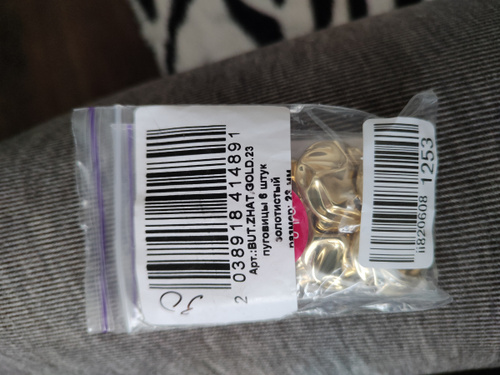 2 038918 414891
Арт.:BUT.ZHAT.GOLD.23
пуговицы 6 штук
золотистый
размер: 23 мм
ii820608 1253